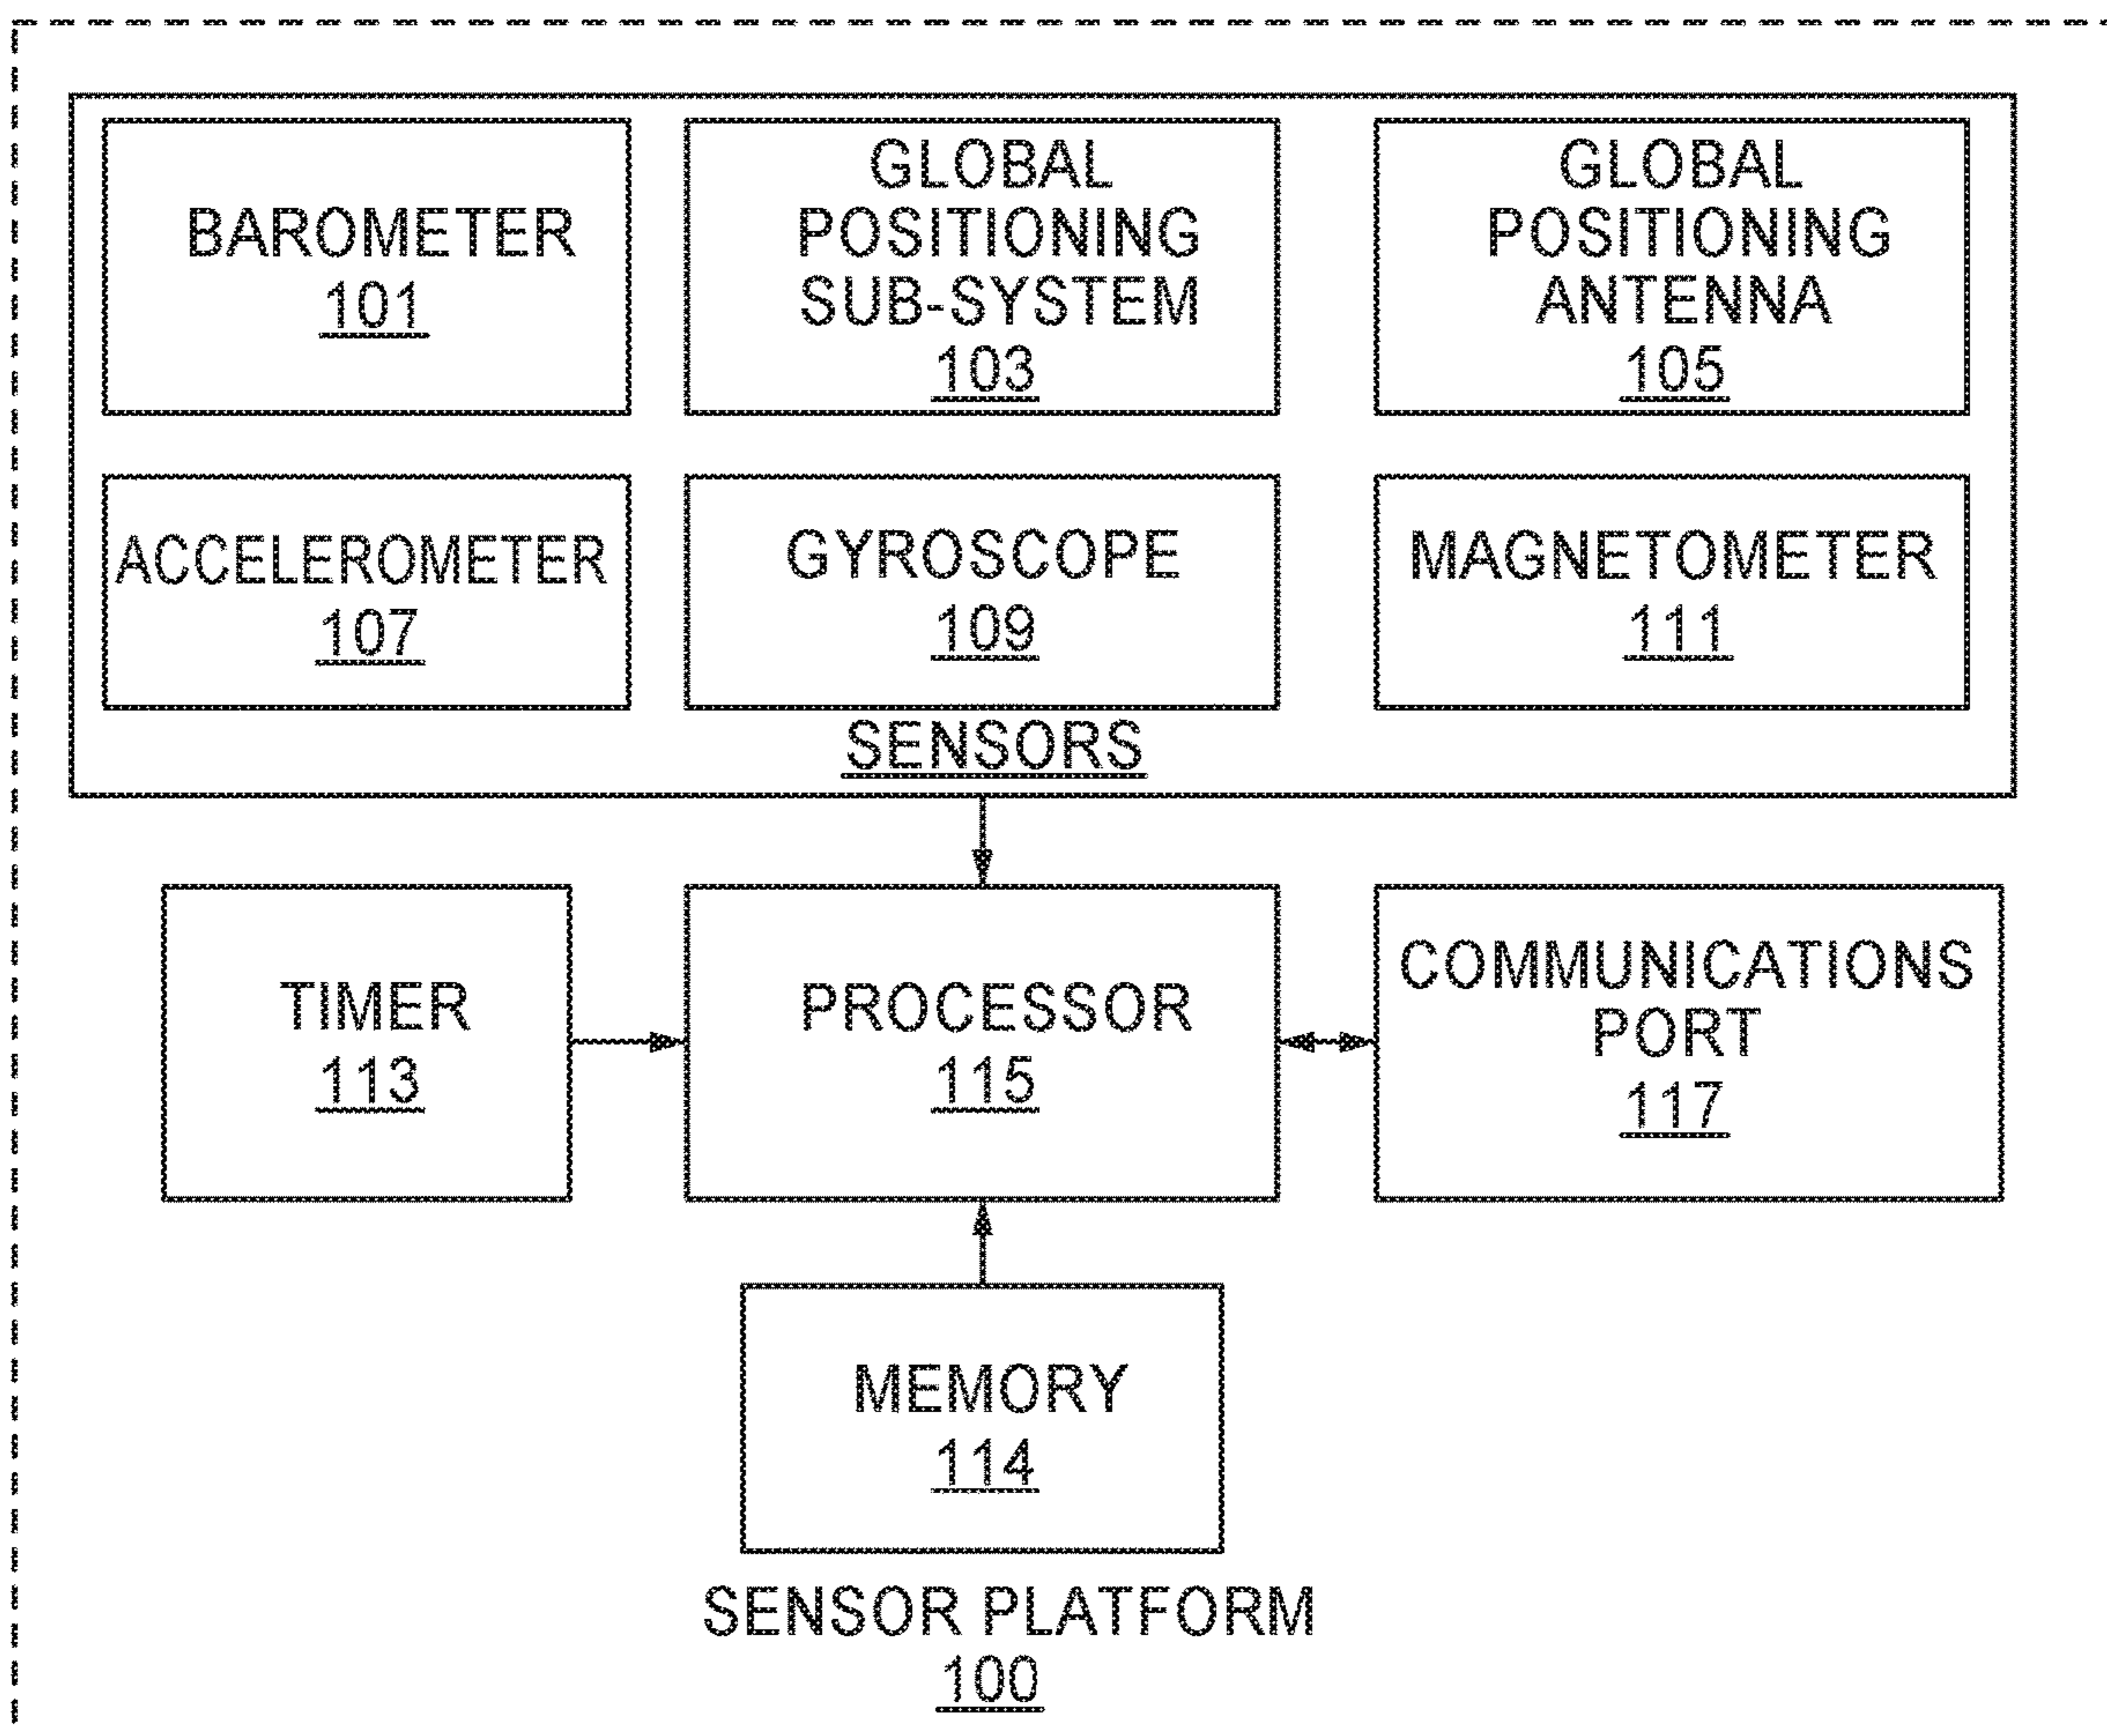 BAROMETER
101
GLOBAL
POSITIONING
SUB-SYSTEM
103
GLOBAL
POSITIONING
ANTENNA
105
ACCELEROMETER
107
GYROSCOPE
109
MAGNETOMETER
111
SENSORS
TIMER
113
PROCESSOR
115
COMMUNICATIONS
PORT
117
MEMORY
114
SENSOR PLATFORM
100